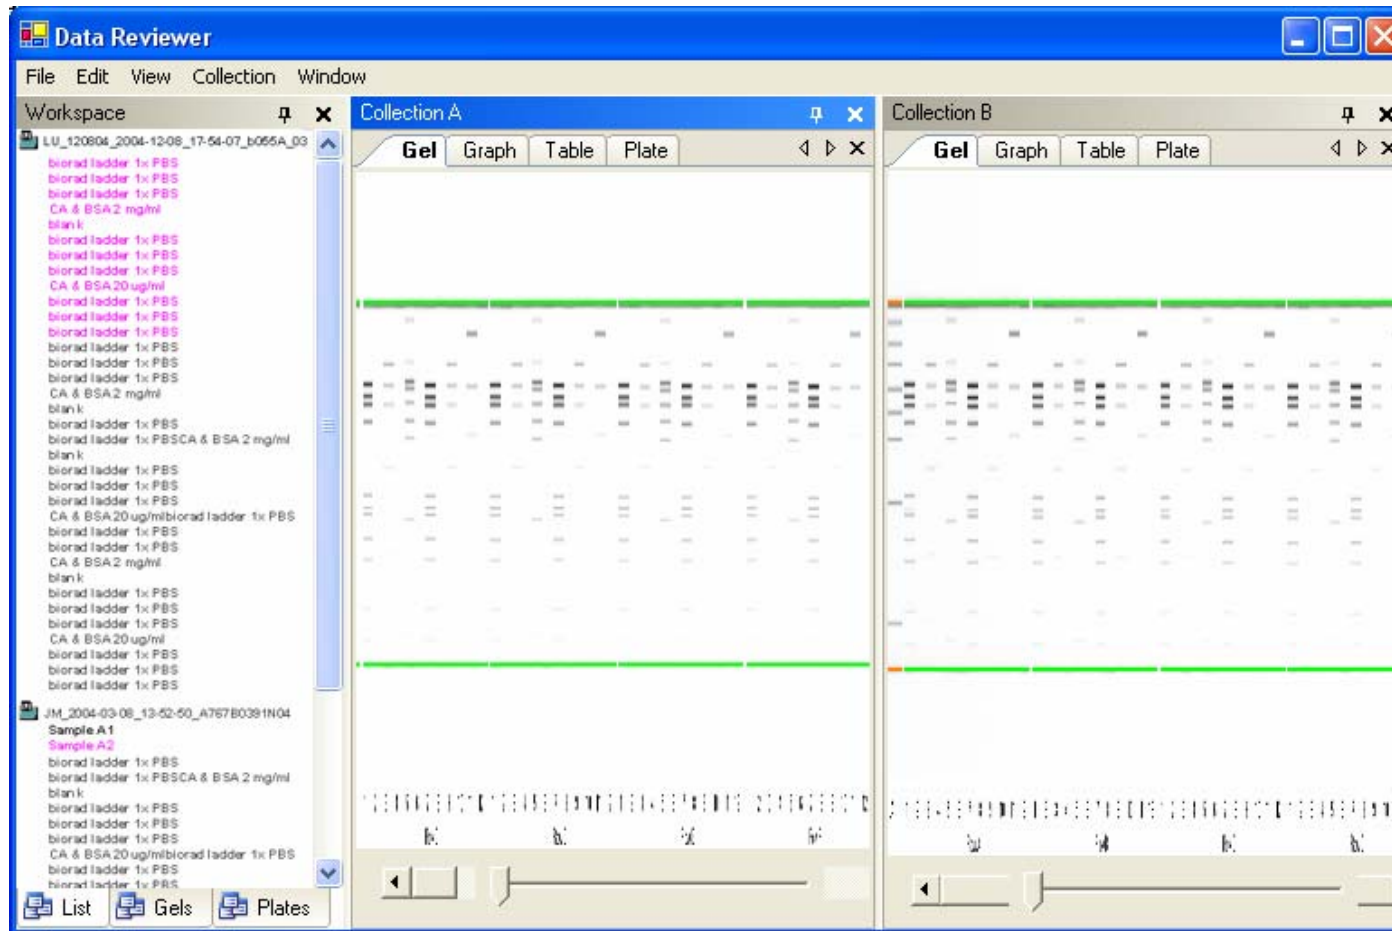 Data Reviewer
File Edit View Collection Window
Workspace
LU_120804_2004-12-08_17-54-07_b055A_03
biorad ladder 1x PBS
biorad ladder 1x PBS
biorad ladder 1x PBS
CA & BSA 2 mg/ml
blank
biorad ladder 1x PBS
biorad ladder 1x PBS
biorad ladder 1x PBS
CA & BSA 20 ug/ml
biorad ladder 1x PBS
biorad ladder 1x PBS
biorad ladder 1x PBS
biorad ladder 1x PBS
biorad ladder 1x PBS
biorad ladder 1x PBS
CA & BSA 2 mg/ml
blank
biorad ladder 1x PBS
biorad ladder 1x PBSCA & BSA 2 mg/ml
blank
biorad ladder 1x PBS
biorad ladder 1x PBS
biorad ladder 1x PBS
CA & BSA 20 ug/mlbiorad ladder 1x PBS
biorad ladder 1x PBS
biorad ladder 1x PBS
CA & BSA 2 mg/ml
blank
biorad ladder 1x PBS
biorad ladder 1x PBS
biorad ladder 1x PBS
CA & BSA 20 ug/ml
biorad ladder 1x PBS
biorad ladder 1x PBS
biorad ladder 1x PBS
JM_2004-03-08_13-52-50_A767B0391N04
Sample A1
Sample A2
biorad ladder 1x PBS
biorad ladder 1x PBSCA & BSA 2 mg/ml
blank
biorad ladder 1x PBS
biorad ladder 1x PBS
biorad ladder 1x PBS
CA & BSA 20 ug/mlbiorad ladder 1x PBS
biorad ladder 1x PBS
biorad ladder 1x PBS
List Gels Plates
Collection A
Gel Graph Table Plate
Collection B
Gel Graph Table Plate